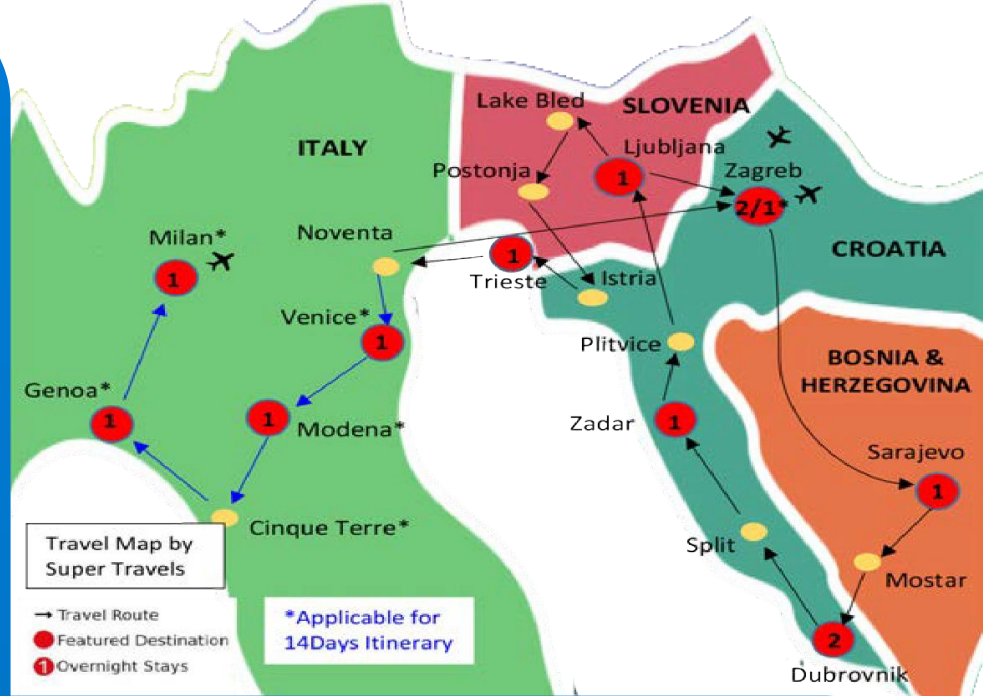 Lake Bled
SLOVENIA
ITALY
Ljubljana
1
Postonja
Zagreb
2/1*
Milan*
1
Noventa
CROATIA
1
Trieste
Istria
Venice*
1
Plitvice
BOSNIA &
HERZEGOVINA
Genoa*
1
1
Modena*
Zadar
1
Sarajevo
1
Cinque Terre*
Split
Mostar
2
Dubrovnik
Travel Map by
Super Travels
Travel Route
Featured Destination
1 Overnight Stays
*Applicable for
14Days Itinerary